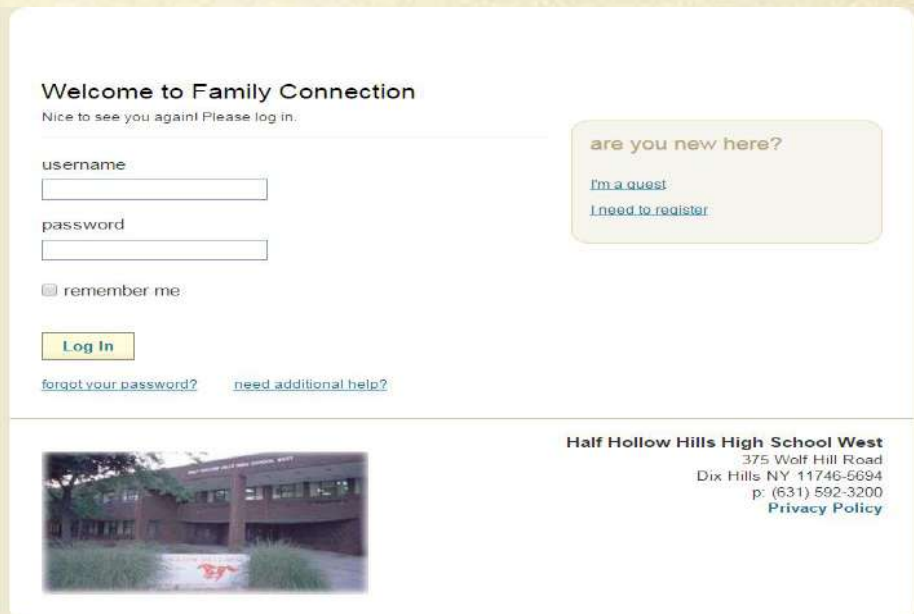 Welcome to Family Connection
Nice to see you again! Please log in.
username
password
remember me
Log In
forgot your password? need additional help?
are you new here?
I'm a guest
I need to register
Half Hollow Hills High School West
375 Wolf Hill Road
Dix Hills NY 11746-5694
p: (631) 592-3200
Privacy Policy